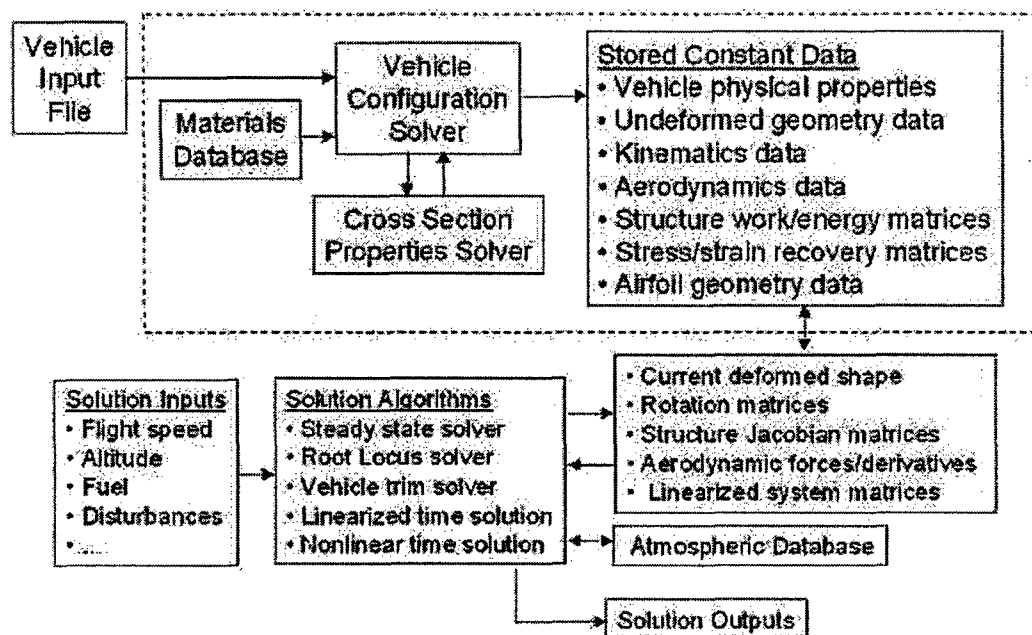 Vehicle
Input
File
Materials
Database
Vehicle
Configuration
Solver
Cross Section
Properties Solver
Stored Constant Data
• Vehicle physical properties
• Undeformed geometry data
• Kinematics data
• Aerodynamics data
• Structure work/energy matrices
• Stress/strain recovery matrices
• Airfoil geometry data
Solution Inputs
• Flight speed
• Altitude
• Fuel
• Disturbances
• .....
Solution Algorithms
• Steady state solver
• Root Locus solver
• Vehicle trim solver
• Linearized time solution
• Nonlinear time solution
• Current deformed shape
• Rotation matrices
• Structure Jacobian matrices
• Aerodynamic forces/derivatives
• Linearized system matrices
Atmospheric Database
Solution Outputs